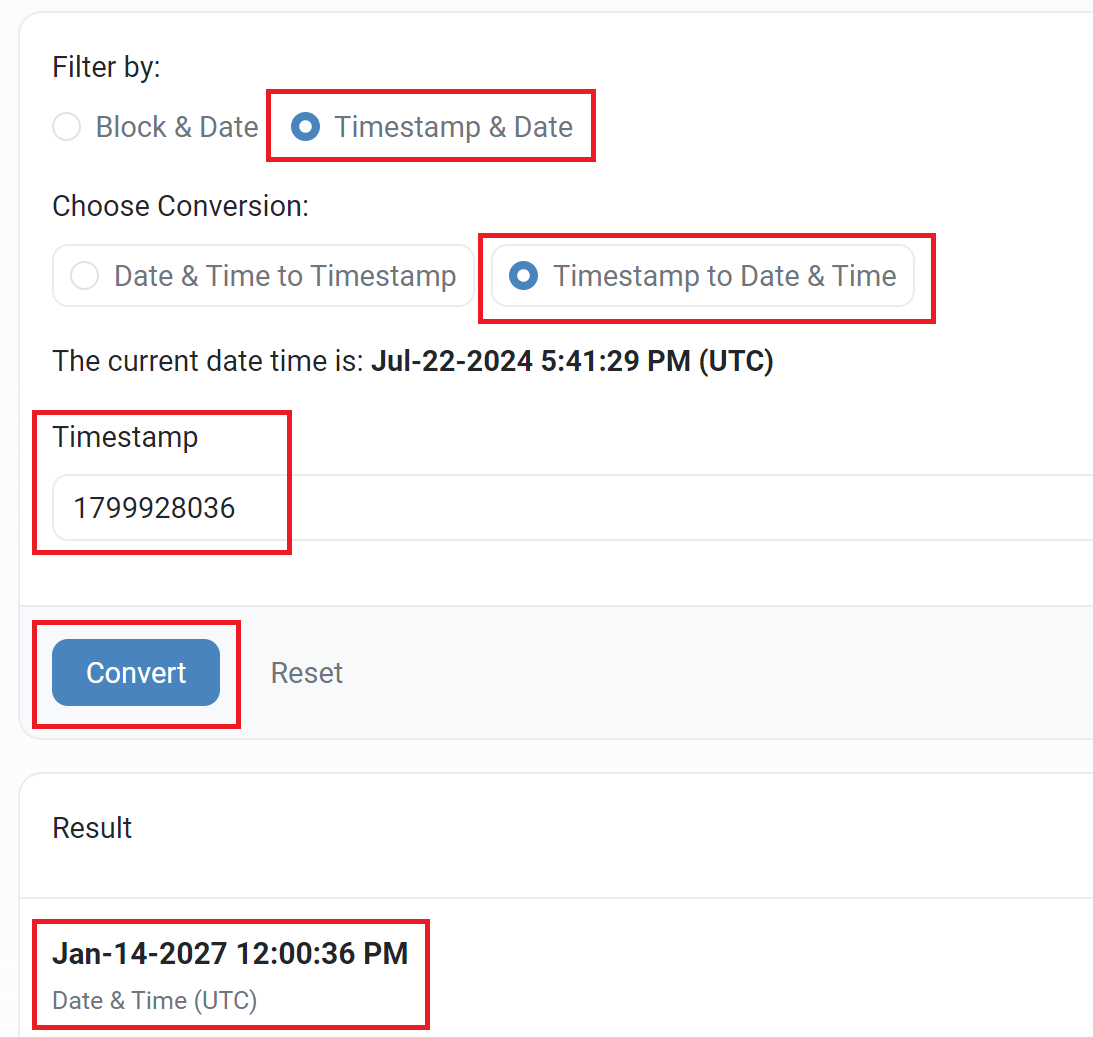 Filter by:
Block & Date Timestamp & Date
Choose Conversion:
Date & Time to Timestamp Timestamp to Date & Time
The current date time is: Jul-22-2024 5:41:29 PM (UTC)
Timestamp
1799928036
Convert Reset
Result
Jan-14-2027 12:00:36 PM
Date & Time (UTC)